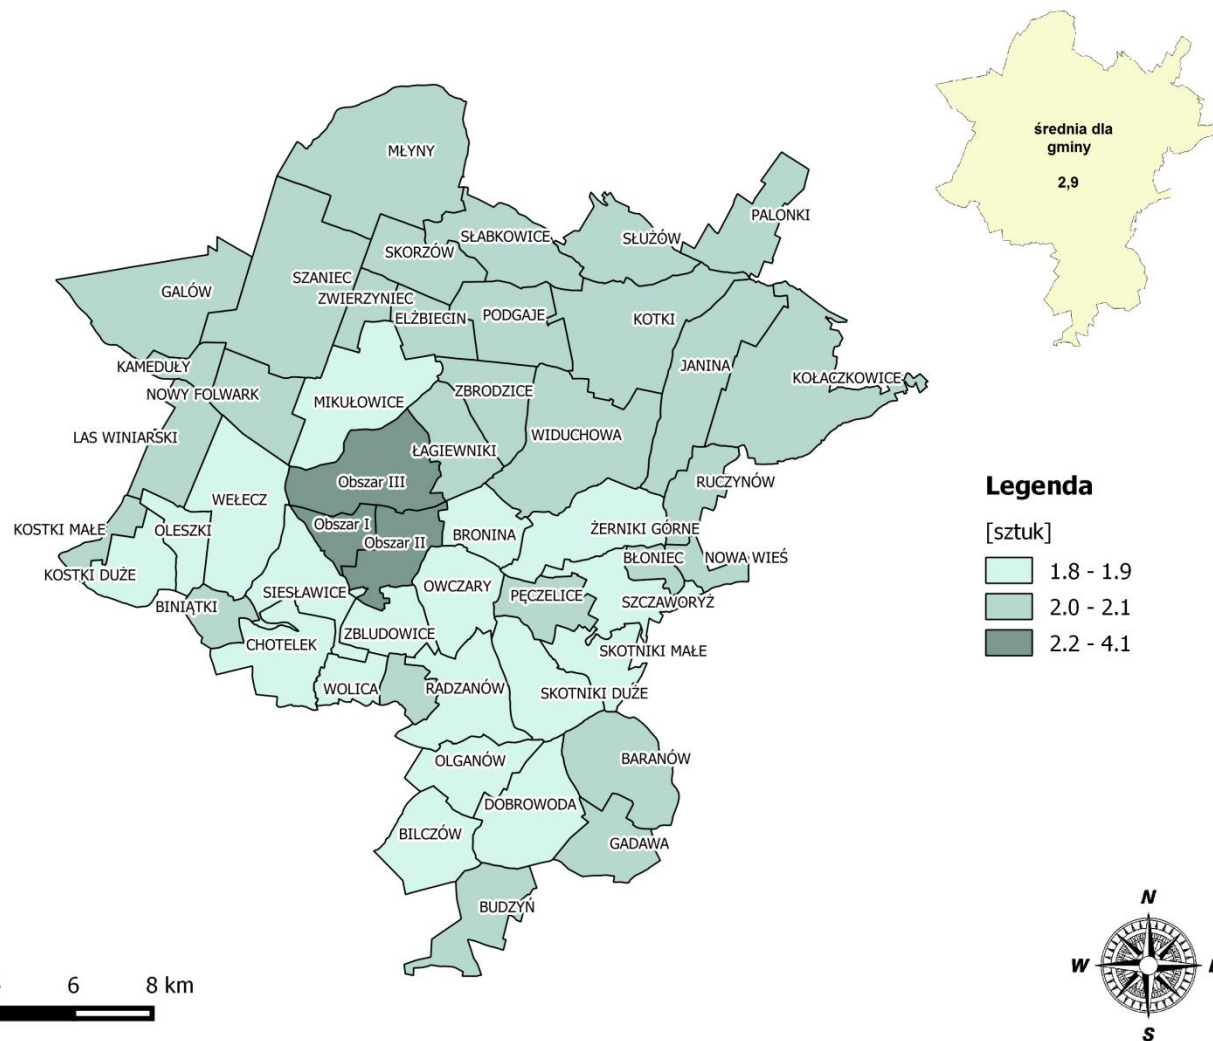 średnia dla
gminy
2,9
MŁYNY
PALONKI
SŁABKOWICE
SŁUŻÓW
SKORZÓW
SZANIEC
GALÓW
ZWIERZYNIEC
ELŻBIECIN
PODGAJE
KOTKI
KAMEDUŁY
JANINA
KOŁACZKOWICE
NOWY FOLWARK
MIKUŁOWICE
ZBRODZICE
LAS WINIARSKI
WIDUCHOWA
ŁAGIEWNIKI
Obszar III
RUCZYNÓW
WEŁECZ
KOSTKI MAŁE
OLESZKI
Obszar I
Obszar II
BRONINA
ŻERNIKI GÓRNE
BŁONIEC
NOWA WIEŚ
KOSTKI DUŻE
SIESŁAWICE
OWCZARY
PĘCZELICE
SZCZAWORYŻ
BINIĄTKI
CHOTELEK
ZBLUDOWICE
SKOTNIKI MAŁE
WOLICA
RADZANÓW
SKOTNIKI DUŻE
OLGANÓW
BARANÓW
DOBROWODA
BILCZÓW
GADAWA
BUDZYŃ
Legenda
[sztuk]
1.8 - 1.9
2.0 - 2.1
2.2 - 4.1
6 8 km
N
W
S